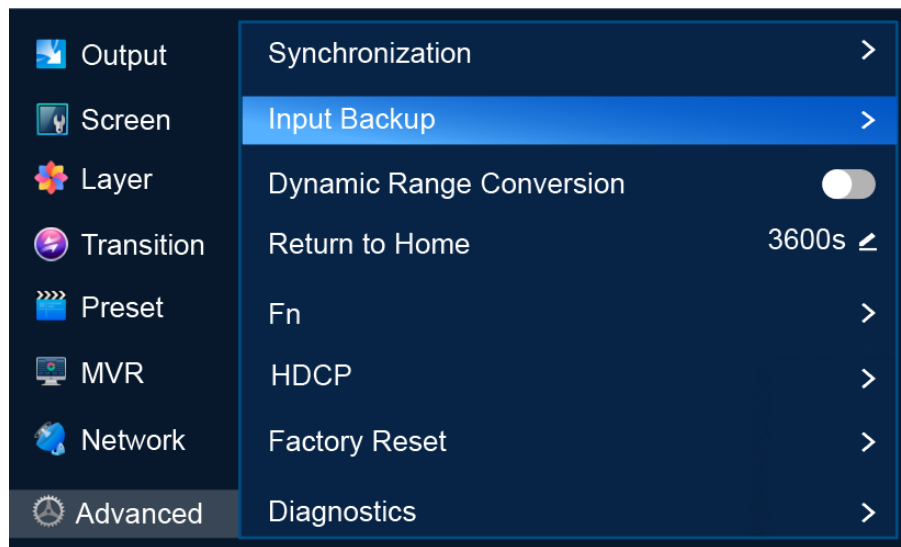 Output
Screen
Layer
Transition
Preset
MVR
Network
Advanced
Synchronization >
Input Backup >
Dynamic Range Conversion
Return to Home 3600s
Fn >
HDCP >
Factory Reset >
Diagnostics >